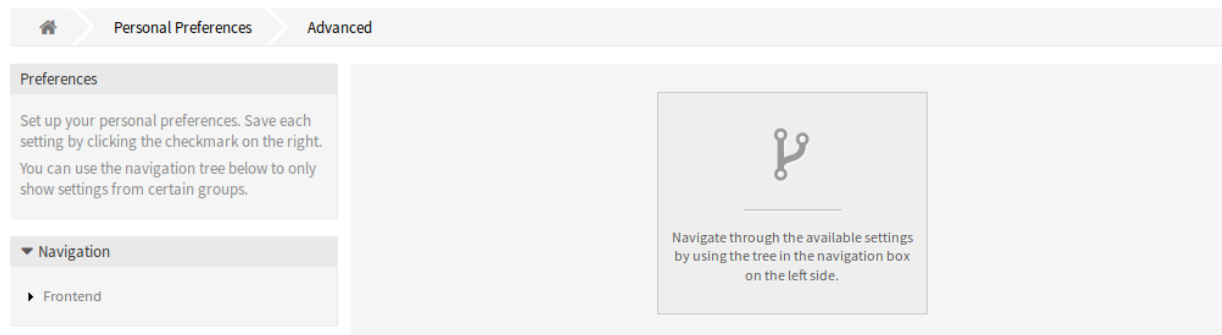 Personal Preferences
Advanced
Preferences
Set up your personal preferences. Save each
setting by clicking the checkmark on the right.
You can use the navigation tree below to only
show settings from certain groups.
Navigation
Frontend
Navigate through the available settings
by using the tree in the navigation box
on the left side.